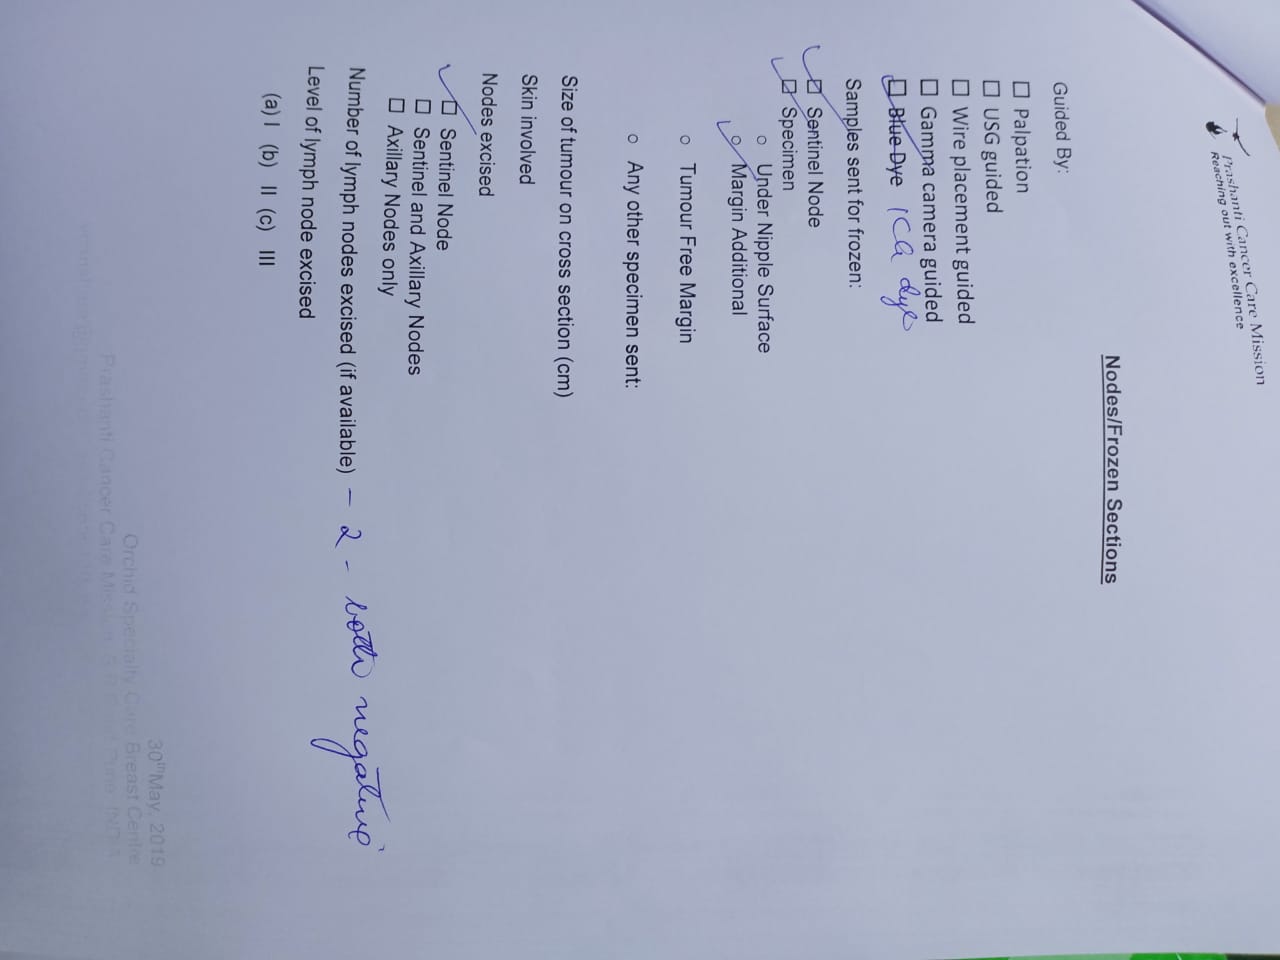 Prashanti Cancer Care Mission
Reaching out with excellence
Nodes/Frozen Sections
Guided By:
☐ Palpation
☐ USG guided
☐ Wire placement guided
☐ Gamma camera guided
☐ Blue Dye ICG dye
Samples sent for frozen:
☐ Sentinel Node
☐ Specimen
○ Under Nipple Surface
○ Margin Additional
○ Tumour Free Margin
○ Any other specimen sent:
Size of tumour on cross section (cm)
Skin involved
Nodes excised
☐ Sentinel Node
☐ Sentinel and Axillary Nodes
☐ Axillary Nodes only
Number of lymph nodes excised (if available) – 2 - both negative
Level of lymph node excised
(a) I (b) II (c) III
30th May, 2019
Orchid Specialty Care Breast Centre
Prashanti Cancer Care Mission